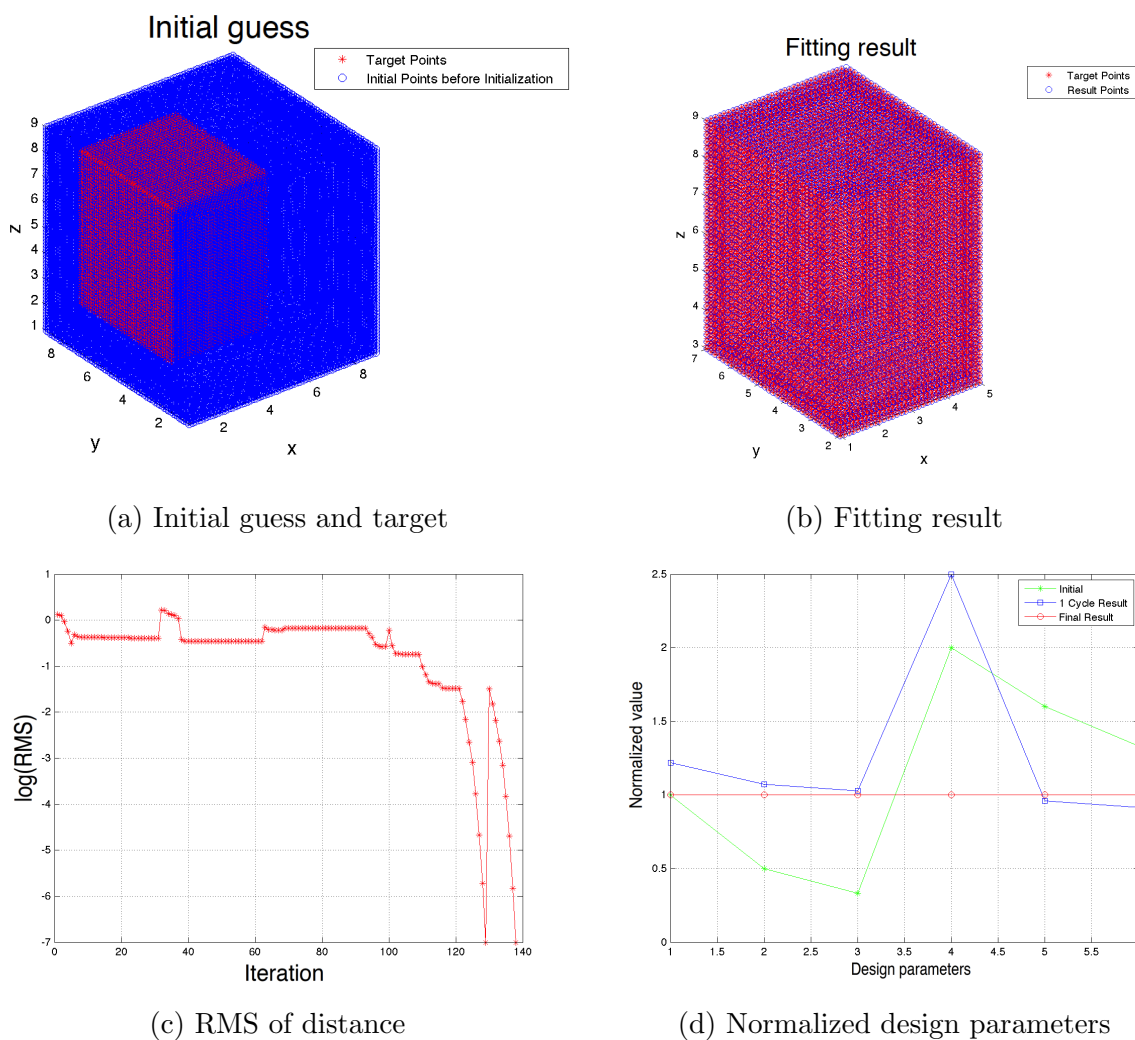 Initial guess
Target Points
Initial Points before Initialization
9
8
7
6
5
4
3
2
1
z
8
6
4
2
y
2
4
6
8
x
(a) Initial guess and target
Fitting result
Target Points
Result Points
9
8
7
6
5
4
3
z
7
6
5
4
3
2
y
1
2
3
4
5
x
(b) Fitting result
1
0
-1
-2
-3
-4
-5
-6
-7
log(RMS)
0 20 40 60 80 100 120 140
Iteration
(c) RMS of distance
2.5
2
1.5
1
0.5
0
Normalized value
Initial
1 Cycle Result
Final Result
1 1.5 2 2.5 3 3.5 4 4.5 5 5.5 6
Design parameters
(d) Normalized design parameters